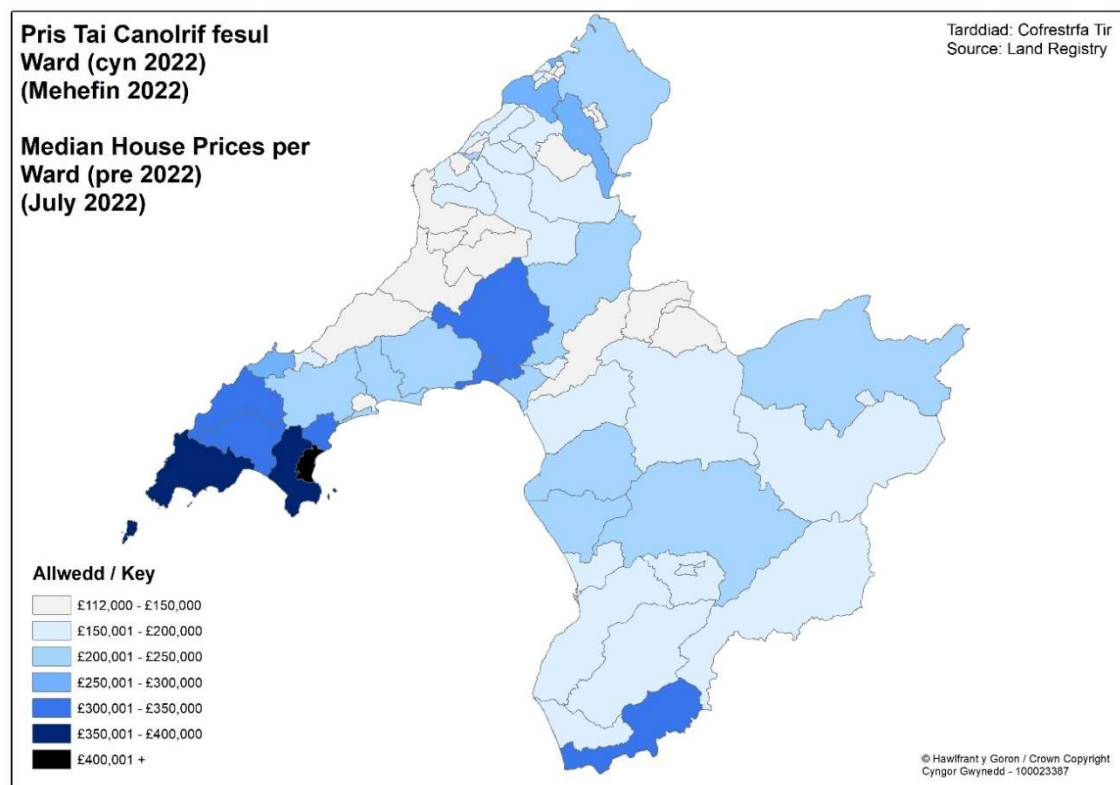 Pris Tai Canolrif fesul
Ward (cyn 2022)
(Mehefin 2022)
Median House Prices per
Ward (pre 2022)
(July 2022)
Tarddiad: Cofrestrfa Tir
Source: Land Registry
Allwedd / Key
£112,000 - £150,000
£150,001 - £200,000
£200,001 - £250,000
£250,001 - £300,000
£300,001 - £350,000
£350,001 - £400,000
£400,001 +
© Hawlfrant y Goron / Crown Copyright
Cyngor Gwynedd - 100023387